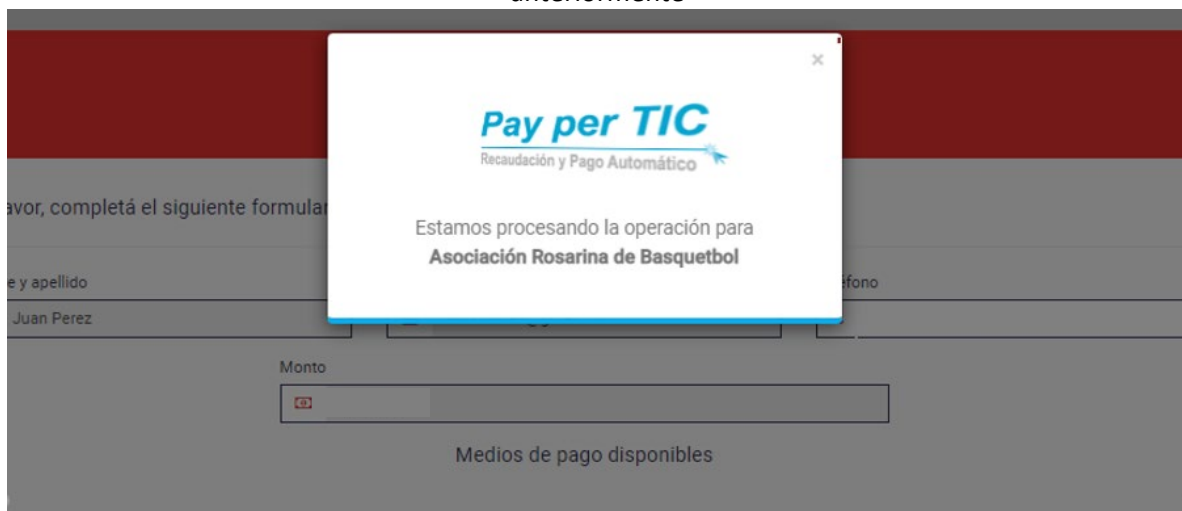 ×
Pay per TIC
Recaudación y Pago Automático
Estamos procesando la operación para
Asociación Rosarina de Basquetbol
avor, completá el siguiente formular
e y apellido
éfono
Juan Perez
Monto
Medios de pago disponibles